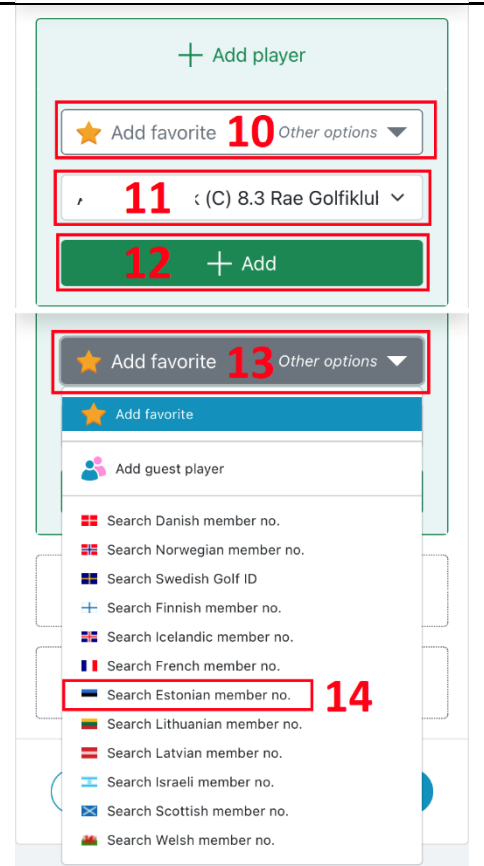 Add player
Add favorite 10 Other options
11 (C) 8.3 Rae Golfiklul
12 Add
Add favorite 13 Other options
Add favorite
Add guest player
Search Danish member no.
Search Norwegian member no.
Search Swedish Golf ID
Search Finnish member no.
Search Icelandic member no.
Search French member no.
Search Estonian member no. 14
Search Lithuanian member no.
Search Latvian member no.
Search Israeli member no.
Search Scottish member no.
Search Welsh member no.